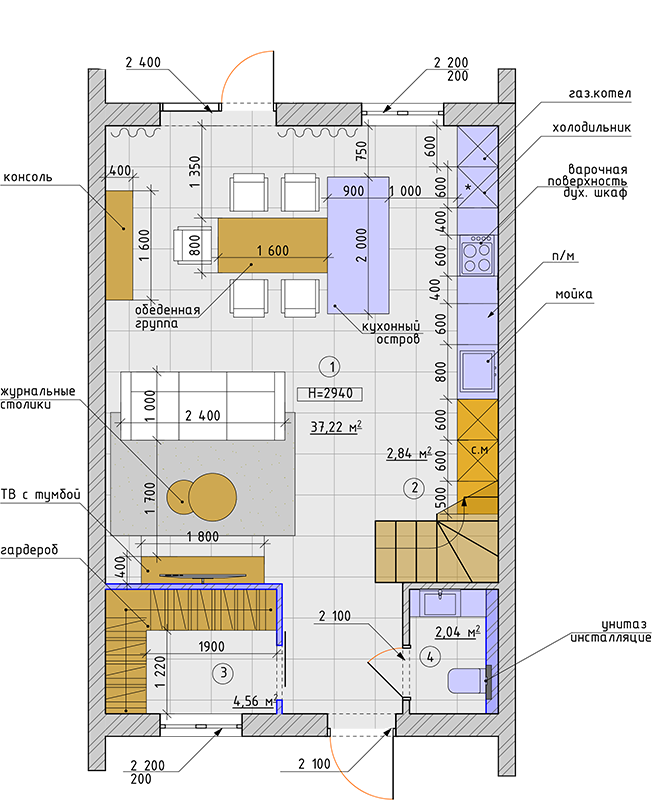 2 400
2 200
200
газ.котел
холодильник
варочная
поверхность
дух. шкаф
п/м
мойка
консоль
400
1 350
750
600
600
*
900
1 000
400
1 600
800
1 600
2 000
600
400
600
обеденная
группа
кухонный
остров
800
1
Н=2940
37,22 м²
журнальные
столики
1 000
2 400
600
2,84 м²
с.м
600
2
500
1 700
ТВ с тумбой
1 800
400
гардероб
2 100
2,04 м²
унитаз
инсталляцие
4
1900
3
1 220
4,56 м²
2 200
200
2 100